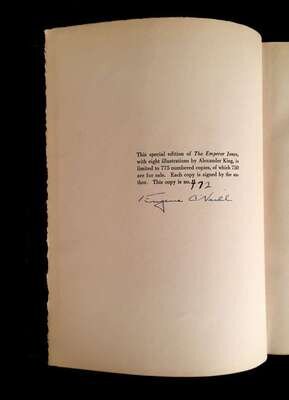 This special edition of The Emperor Jones,
with eight illustrations by Alexander King, is
limited to 775 numbered copies, of which 750
are for sale. Each copy is signed by the au-
thor. This copy is no. 472
Eugene O'Neill